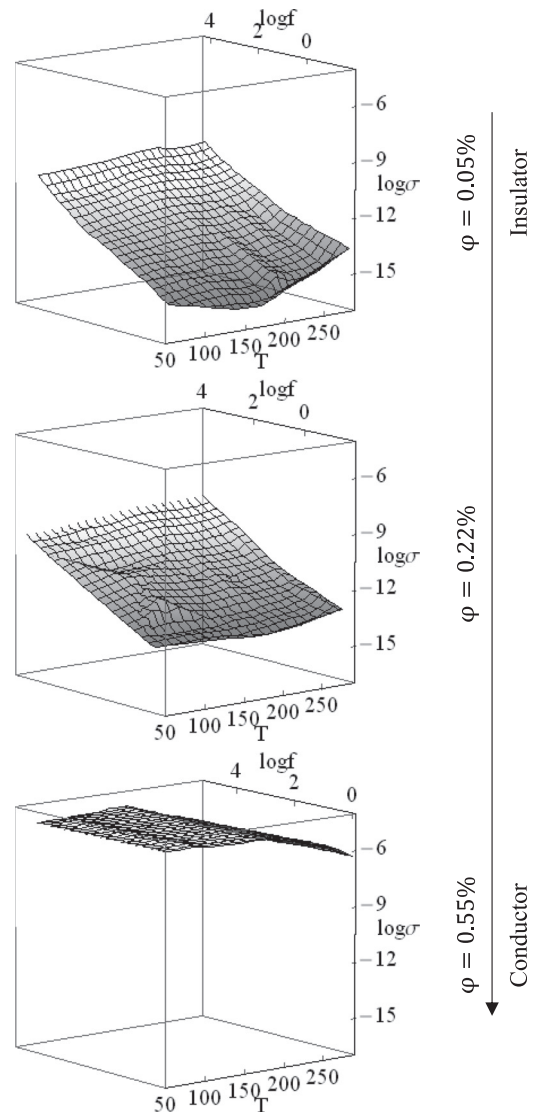 4 2 logf 0
−6
−9
logσ
−12
−15
50 100 150 200 250
T
φ = 0.05%
Insulator
4 2 logf 0
−6
−9
logσ
−12
−15
50 100 150 200 250
T
φ = 0.22%
4 logf 2 0
−6
−9
logσ
−12
−15
50 100 150 200 250
T
φ = 0.55%
Conductor